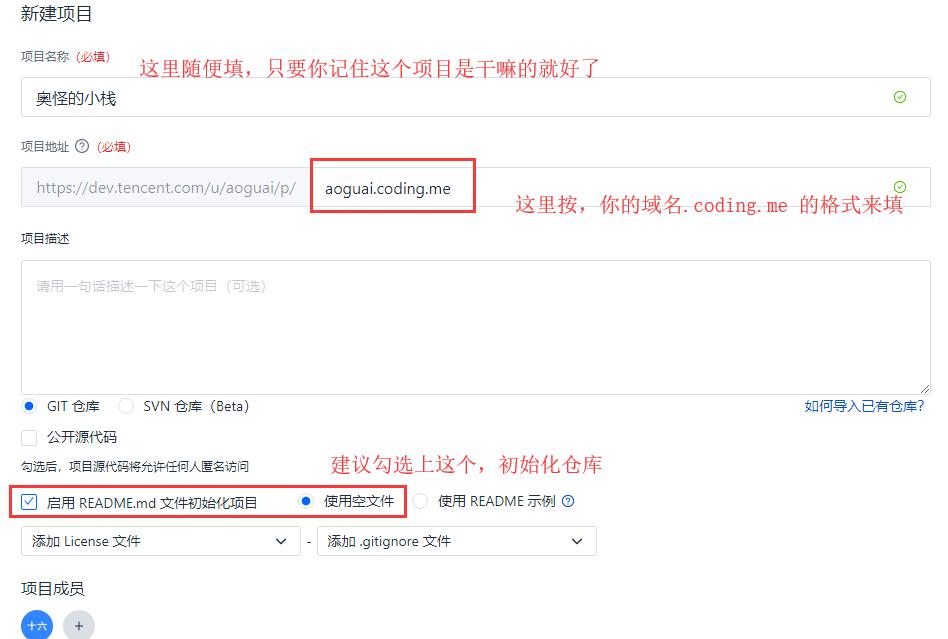 新建项目
项目名称 (必填)
这里随便填，只要你记住这个项目是干嘛的就好了
奥怪的小栈
项目地址 ? (必填)
https://dev.tencent.com/u/aoguai/p/ aoguai.coding.me
这里按，你的域名.coding.me 的格式来填
项目描述
请用一句话描述一下这个项目（可选）
GIT 仓库 SVN 仓库（Beta） 如何导入已有仓库?
公开源代码
勾选后，项目源代码将允许任何人匿名访问
建议勾选上这个，初始化仓库
启用 README.md 文件初始化项目 使用空文件 使用 README 示例 ?
添加 License 文件 - 添加 .gitignore 文件
项目成员
十六 +